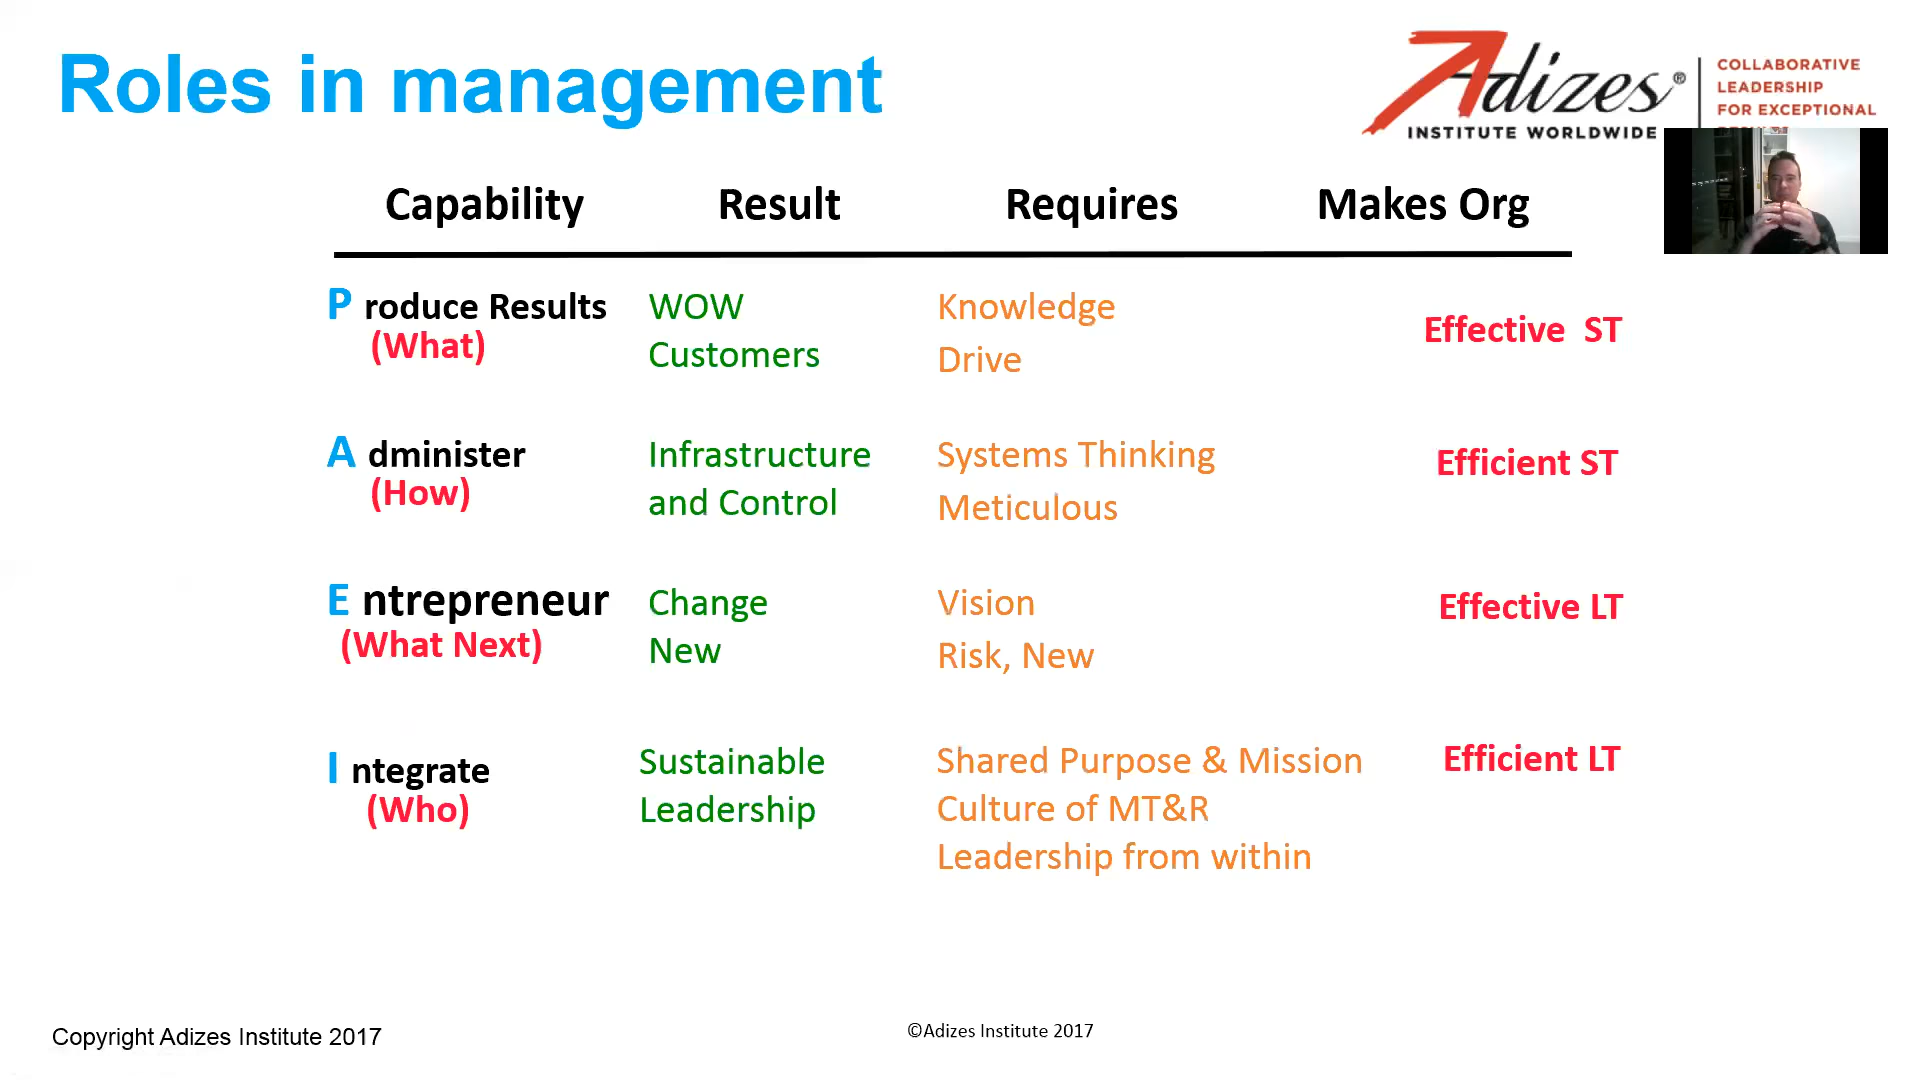 Roles in management
Adizes®
INSTITUTE WORLDWIDE
COLLABORATIVE
LEADERSHIP
FOR EXCEPTIONAL
Capability Result Requires Makes Org
P roduce Results WOW Knowledge Effective ST
(What) Customers Drive
A dminister Infrastructure Systems Thinking Efficient ST
(How) and Control Meticulous
E ntrepreneur Change Vision Effective LT
(What Next) New Risk, New
I ntegrate Sustainable Shared Purpose & Mission Efficient LT
(Who) Leadership Culture of MT&R
Leadership from within
Copyright Adizes Institute 2017
©Adizes Institute 2017